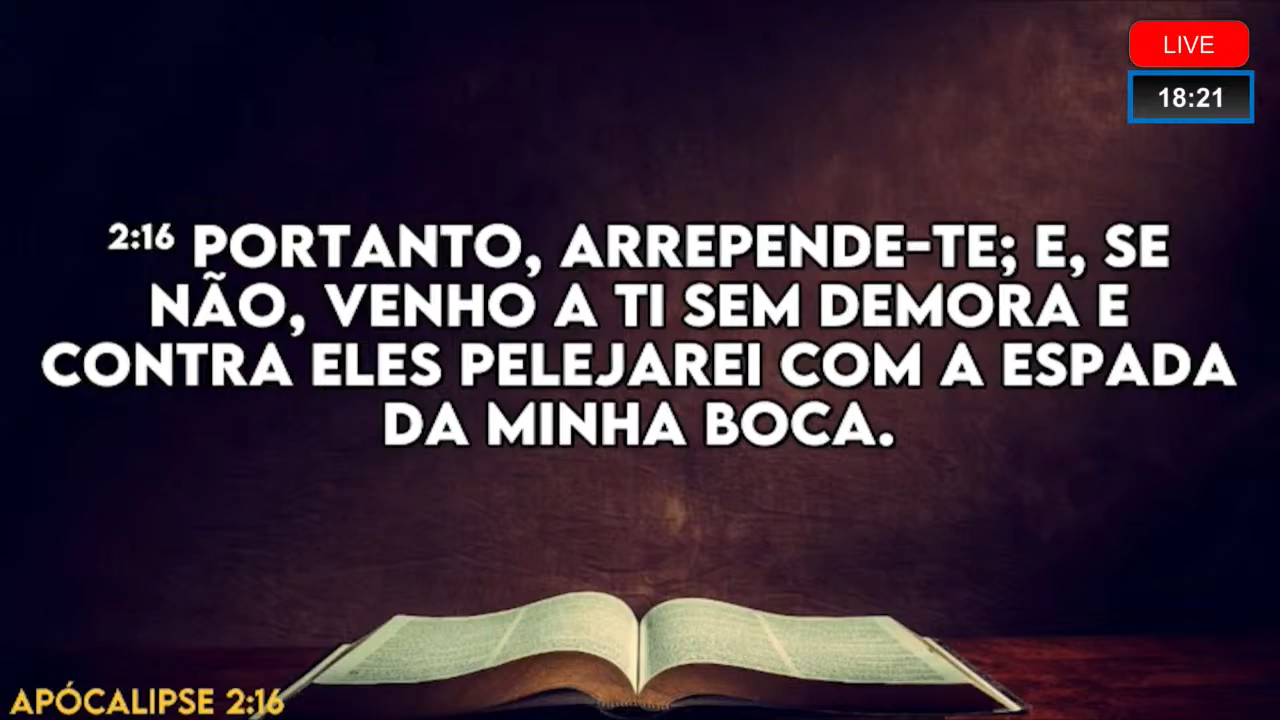 LIVE
18:21
2:16 PORTANTO, ARREPENDE-TE; E, SE
NÃO, VENHO A TI SEM DEMORA E
CONTRA ELES PELEJAREI COM A ESPADA
DA MINHA BOCA.
APÓCALIPSE 2:16